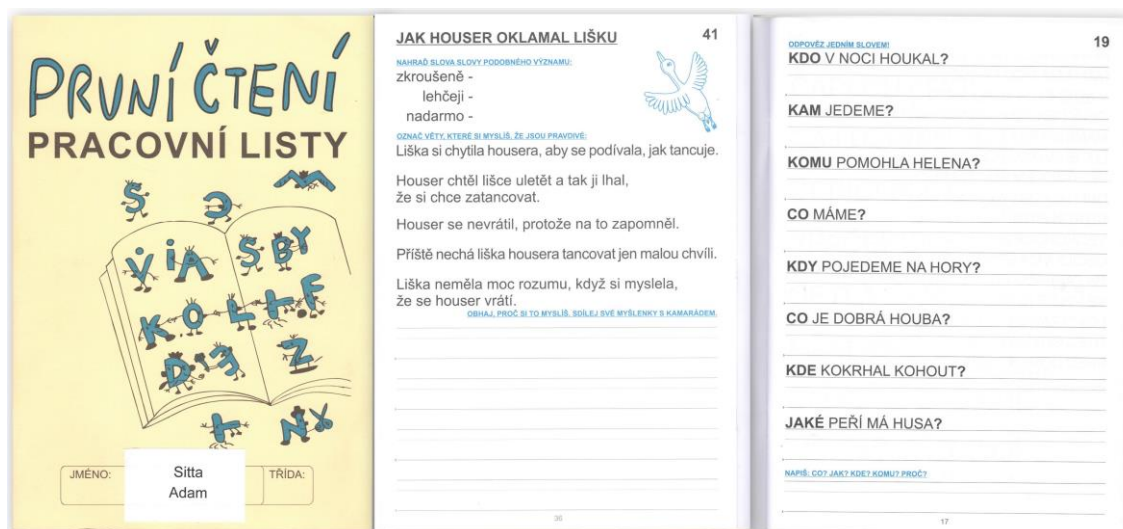 PRVNÍ ČTENÍ
PRACOVNÍ LISTY
JMÉNO:
Sitta
Adam
TŘÍDA:
JAK HOUSER OKLAMAL LIŠKU
41
NAHRAĎ SLOVA SLOVY PODOBNÉHO VÝZNAMU:
zkroušeně -
lehčeji -
nadarmo -
OZNAČ VĚTY, KTERÉ SI MYSLÍŠ, ŽE JSOU PRAVDIVÉ:
Liška si chytila housera, aby se podívala, jak tancuje.
Houser chtěl lišce uletět a tak ji lhal,
že si chce zatancovat.
Houser se nevrátil, protože na to zapomněl.
Příště nechá liška housera tancovat jen malou chvíli.
Liška neměla moc rozumu, když si myslela,
že se houser vrátí.
OBHAJ, PROČ SI TO MYSLÍŠ, SDÍLEJ SVÉ MYŠLENKY S KAMARÁDEM.
36
19
ODPOVĚZ JEDNÍM SLOVEM!
KDO V NOCI HOUKAL?
KAM JEDEME?
KOMU POMOHLA HELENA?
CO MÁME?
KDY POJEDEME NA HORY?
CO JE DOBRÁ HOUBA?
KDE KOKRHAL KOHOUT?
JAKÉ PEŘÍ MÁ HUSA?
NAPIŠ: CO? JAK? KDE? KOMU? PROČ?
17